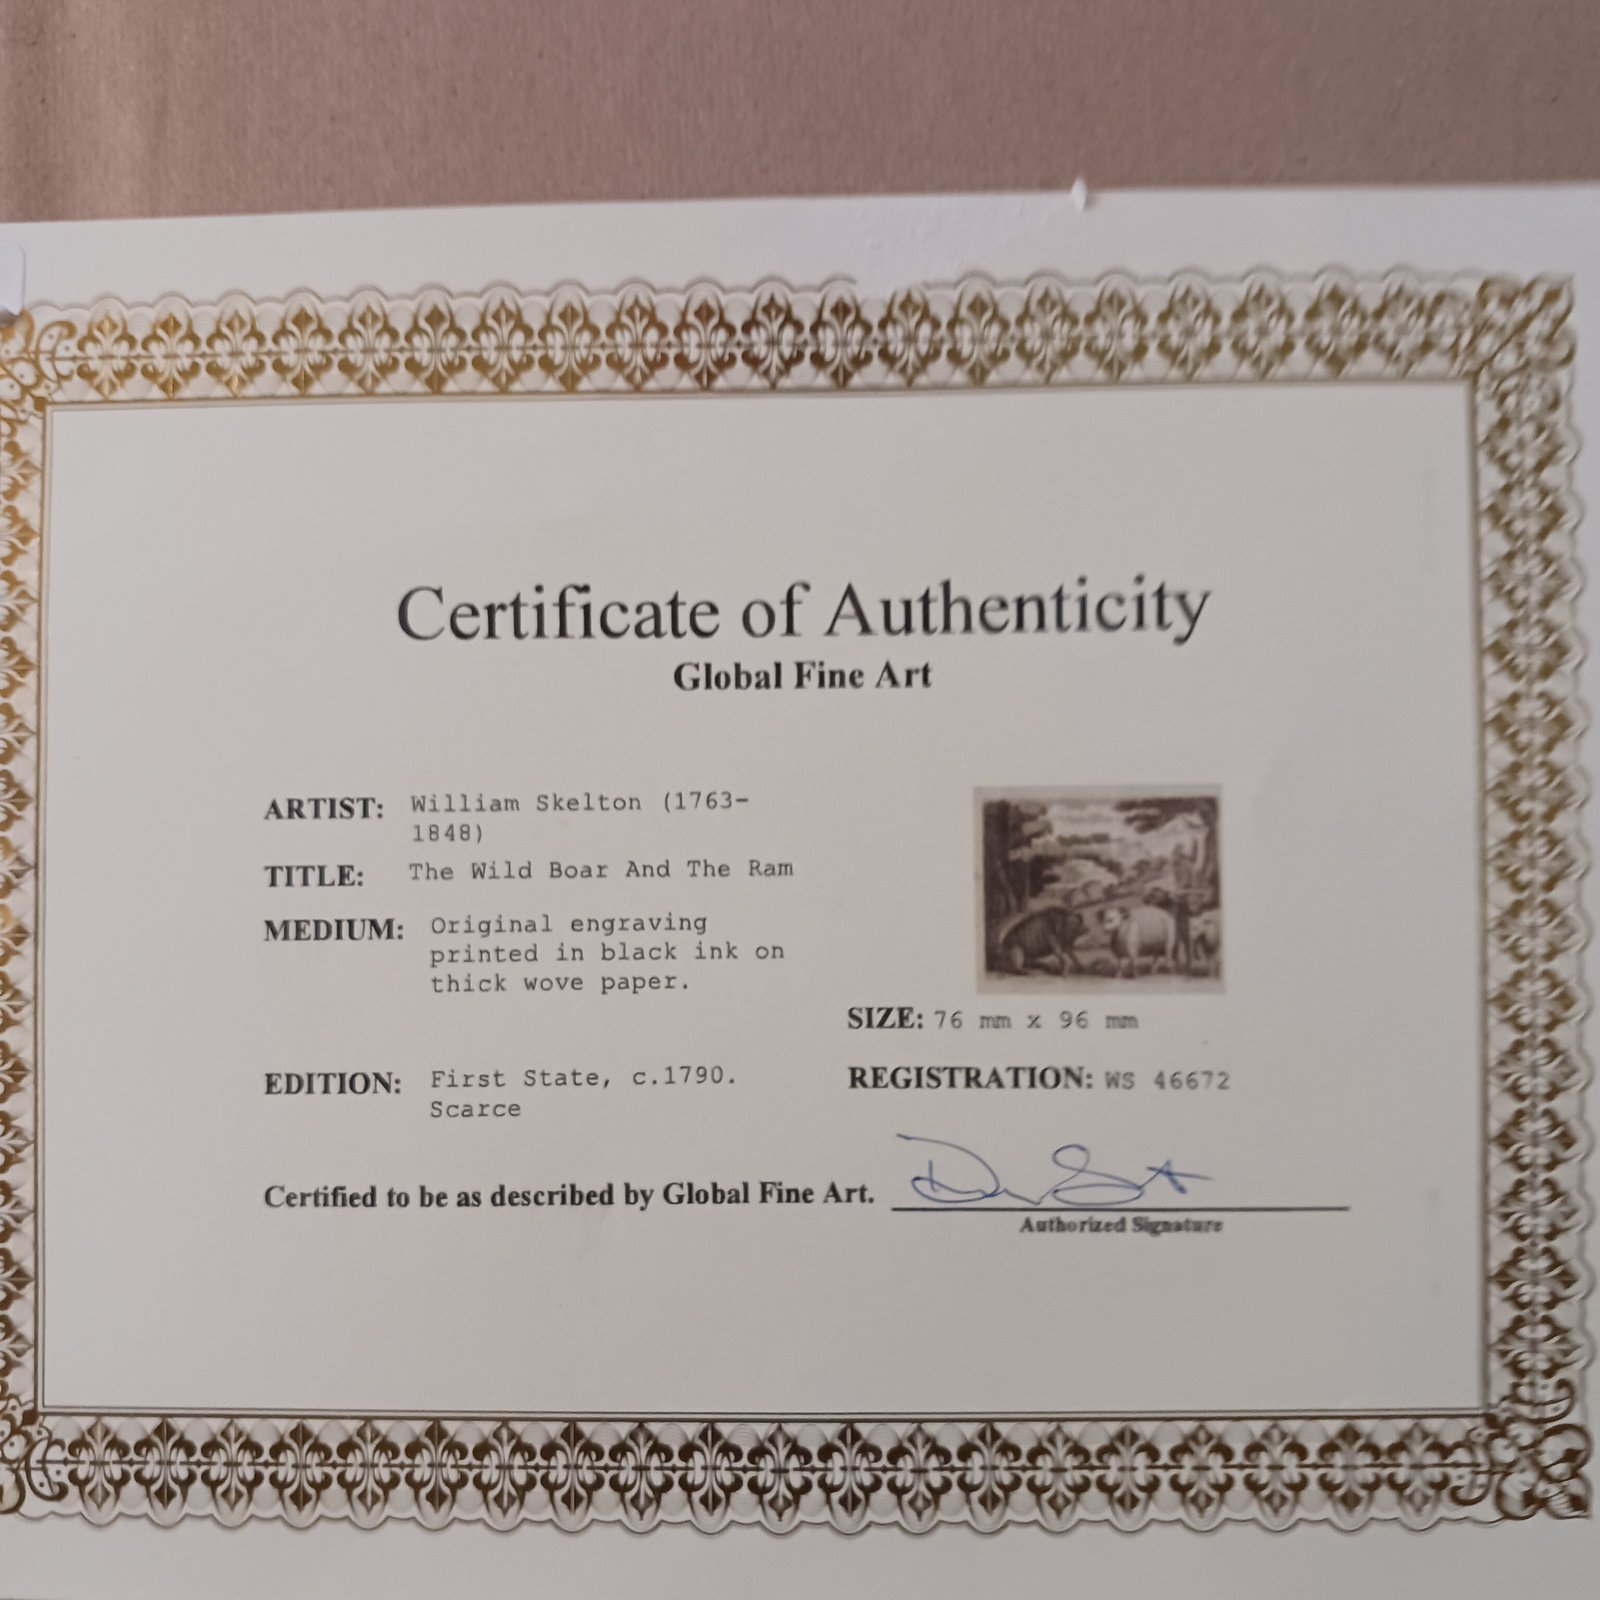 Certificate of Authenticity
Global Fine Art
ARTIST: William Skelton (1763-
1848)
TITLE: The Wild Boar And The Ram
MEDIUM: Original engraving
printed in black ink on
thick wove paper.
SIZE: 76 mm x 96 mm
EDITION: First State, c.1790.
Scarce
REGISTRATION: WS 46672
Certified to be as described by Global Fine Art.
Authorized Signature